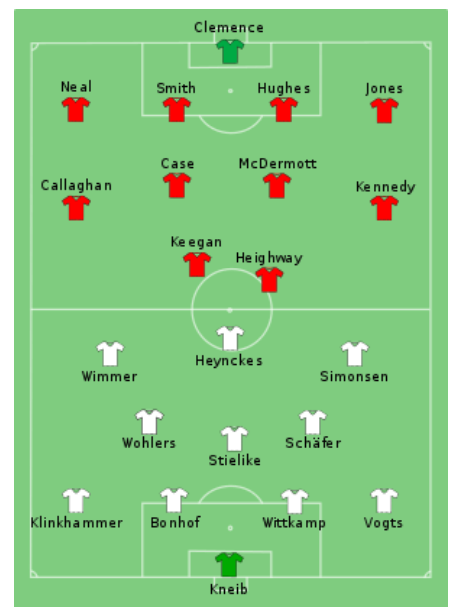 Clemence
Neal Smith Hughes Jones
Case McDermott
Callaghan Kennedy
Keegan
Heighway
Heynckes
Wimmer Simonsen
Wohlers Schäfer
Stielike
Klinkhammer Bonhof Wittkamp Vogts
Kneib